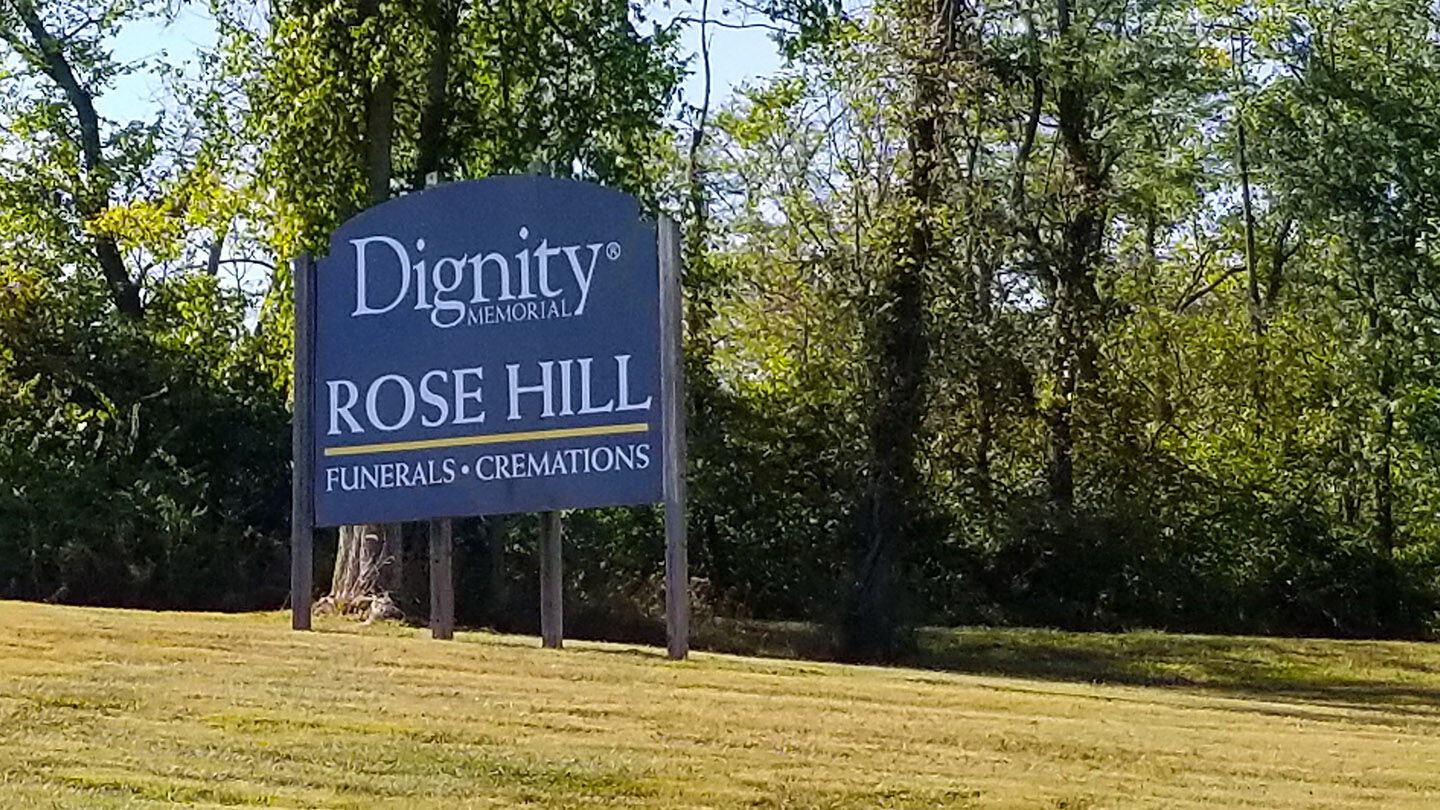 Dignity®
MEMORIAL
ROSE HILL
FUNERALS • CREMATIONS